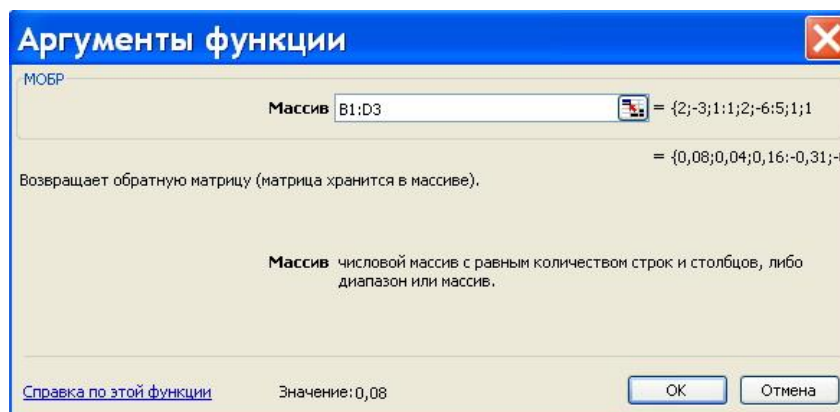 Аргументы функции
МОБР
Массив B1:D3 = {2;-3;1:1;2;-6:5;1;1
= {0,08;0,04;0,16:-0,31;-
Возвращает обратную матрицу (матрица хранится в массиве).
Массив числовой массив с равным количеством строк и столбцов, либо
диапазон или массив.
Справка по этой функции Значение:0,08 ОК Отмена